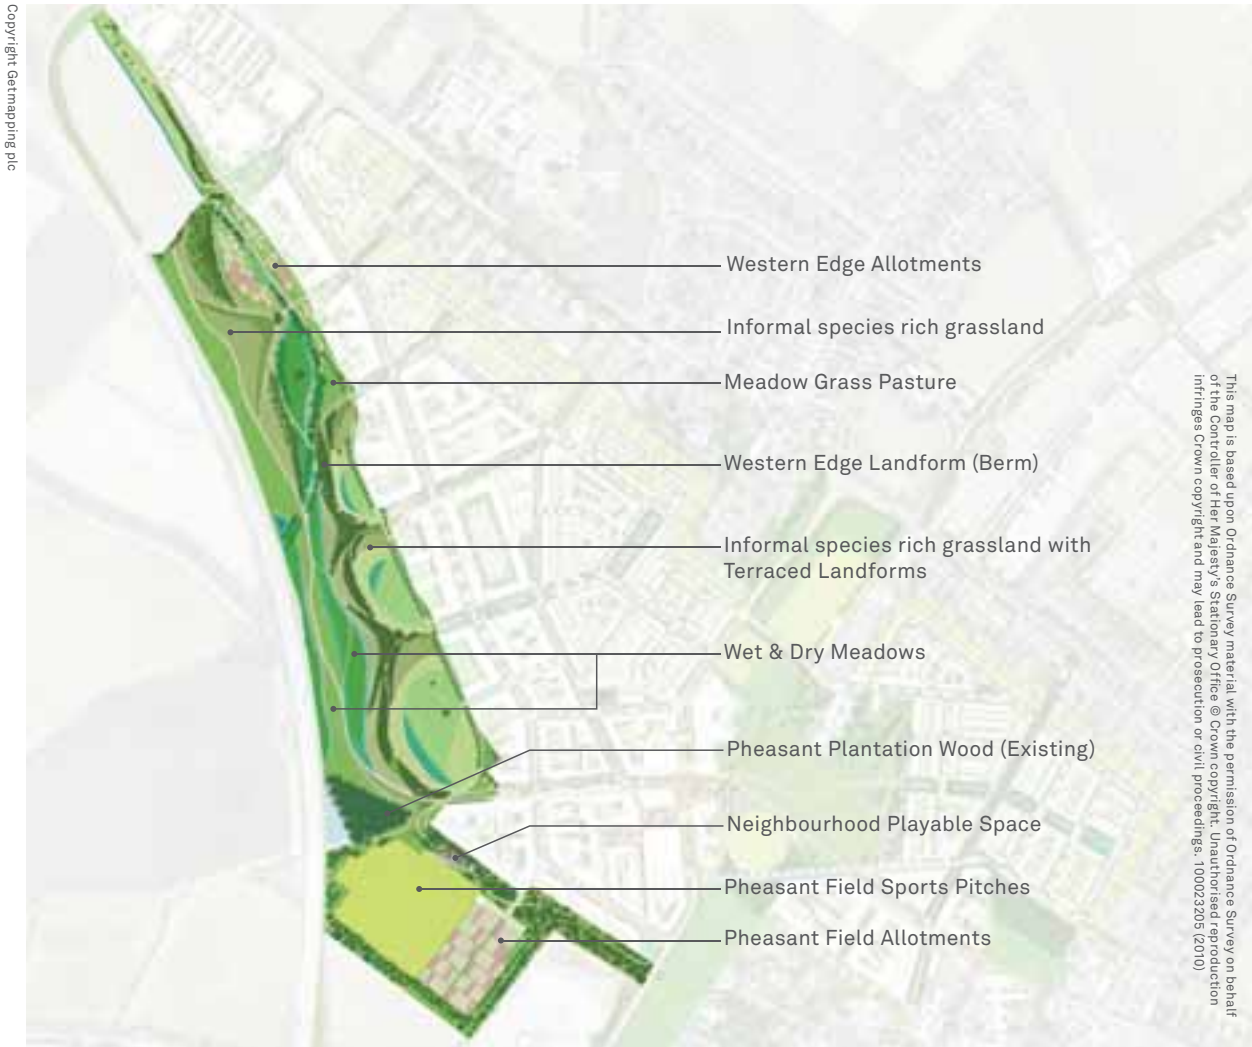 Copyright Getmapping plc
Western Edge Allotments
Informal species rich grassland
Meadow Grass Pasture
Western Edge Landform (Berm)
Informal species rich grassland with
Terraced Landforms
Wet & Dry Meadows
Pheasant Plantation Wood (Existing)
Neighbourhood Playable Space
Pheasant Field Sports Pitches
Pheasant Field Allotments
This map is based upon Ordnance Survey material with the permission of Ordnance Survey on behalf
of the Controller of Her Majesty's Stationary Office © Crown copyright. Unauthorised reproduction
infringes Crown copyright and may lead to prosecution or civil proceedings. 100023205 (2010)